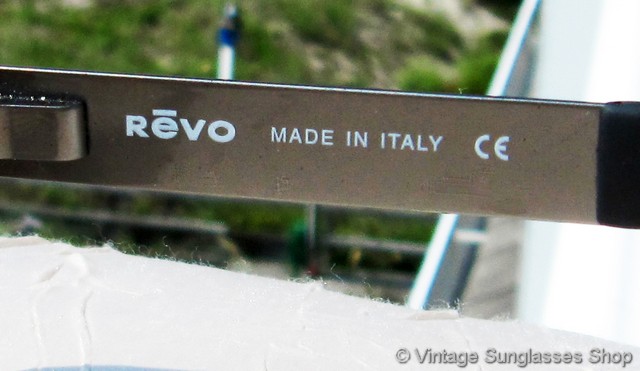 RēVO MADE IN ITALY CE
© Vintage Sunglasses Shop